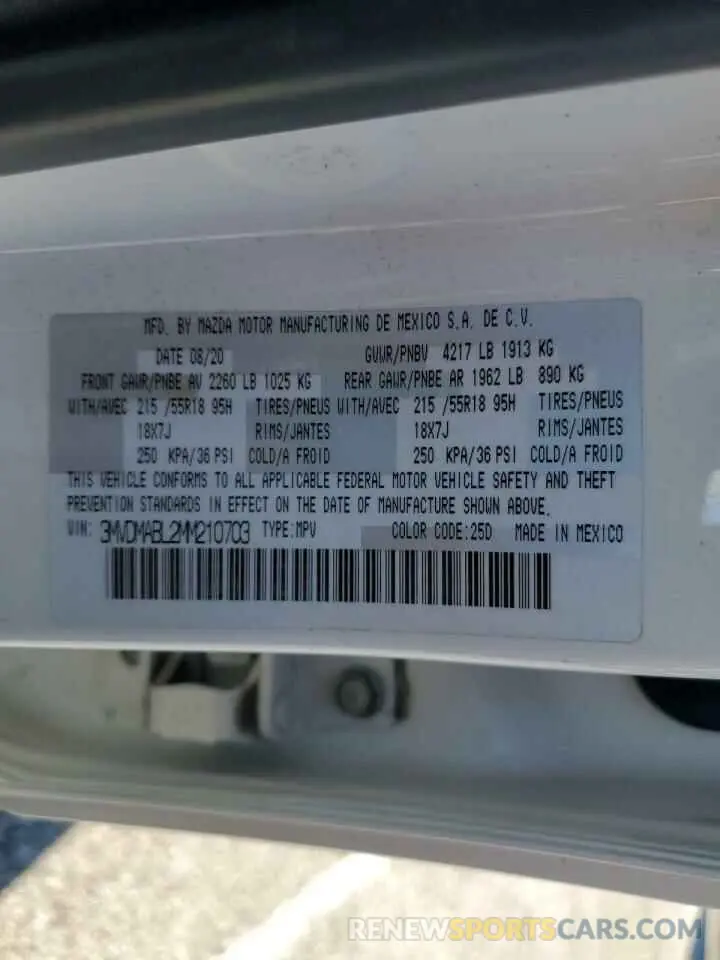 MFD. BY MAZDA MOTOR MANUFACTURING DE MEXICO S.A. DE C.V.
DATE 08/20 GVWR/PNBV 4217 LB 1913 KG
FRONT GAWR/PNBE AV 2260 LB 1025 KG REAR GAWR/PNBE AR 1962 LB 890 KG
WITH/AVEC 215 /55R18 95H TIRES/PNEUS WITH/AVEC 215 /55R18 95H TIRES/PNEUS
18X7J RIMS/JANTES 18X7J RIMS/JANTES
250 KPA/36 PSI COLD/A FROID 250 KPA/36 PSI COLD/A FROID
THIS VEHICLE CONFORMS TO ALL APPLICABLE FEDERAL MOTOR VEHICLE SAFETY AND THEFT
PREVENTION STANDARDS IN EFFECT ON THE DATE OF MANUFACTURE SHOWN ABOVE.
VIN: 3MVDMABL2MM210703 TYPE:MPV COLOR CODE:25D MADE IN MEXICO
RENEWSPORTSCARS.COM